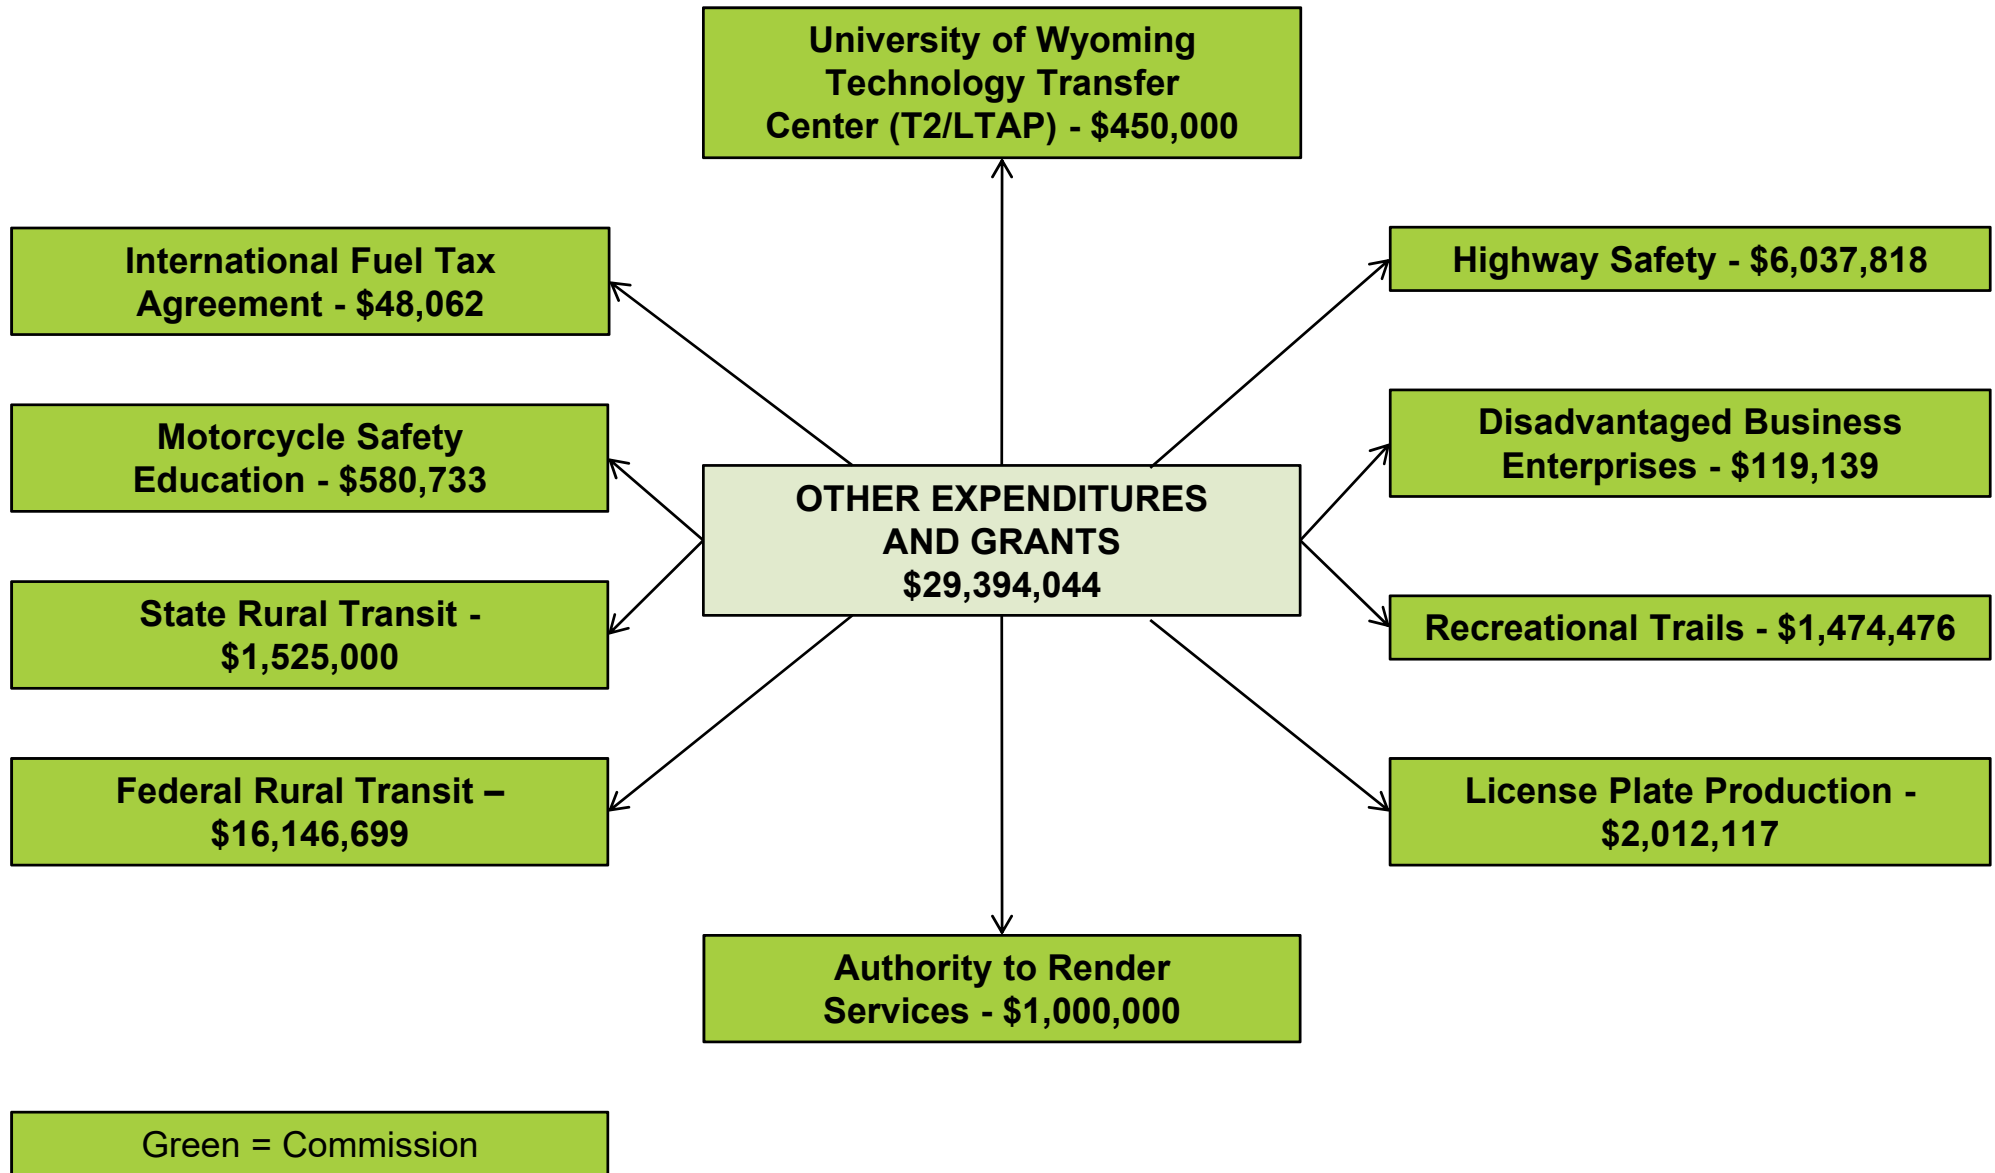 University of Wyoming
Technology Transfer
Center (T2/LTAP) - $450,000
International Fuel Tax
Agreement - $48,062
Highway Safety - $6,037,818
Motorcycle Safety
Education - $580,733
Disadvantaged Business
Enterprises - $119,139
OTHER EXPENDITURES
AND GRANTS
$29,394,044
State Rural Transit -
$1,525,000
Recreational Trails - $1,474,476
Federal Rural Transit –
$16,146,699
License Plate Production -
$2,012,117
Authority to Render
Services - $1,000,000
Green = Commission